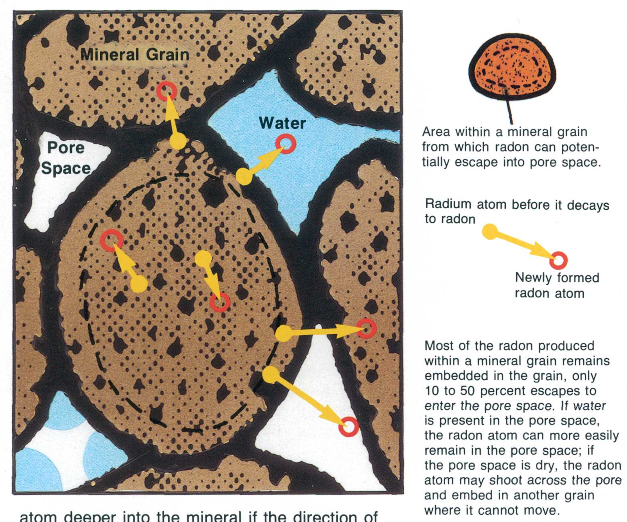 Mineral Grain
Water
Pore
Space
Area within a mineral grain
from which radon can poten-
tially escape into pore space.
Radium atom before it decays
to radon
Newly formed
radon atom
Most of the radon produced
within a mineral grain remains
embedded in the grain, only
10 to 50 percent escapes to
enter the pore space. If water
is present in the pore space,
the radon atom can more easily
remain in the pore space; if
the pore space is dry, the radon
atom may shoot across the pore
and embed in another grain
where it cannot move.
atom deeper into the mineral if the direction of